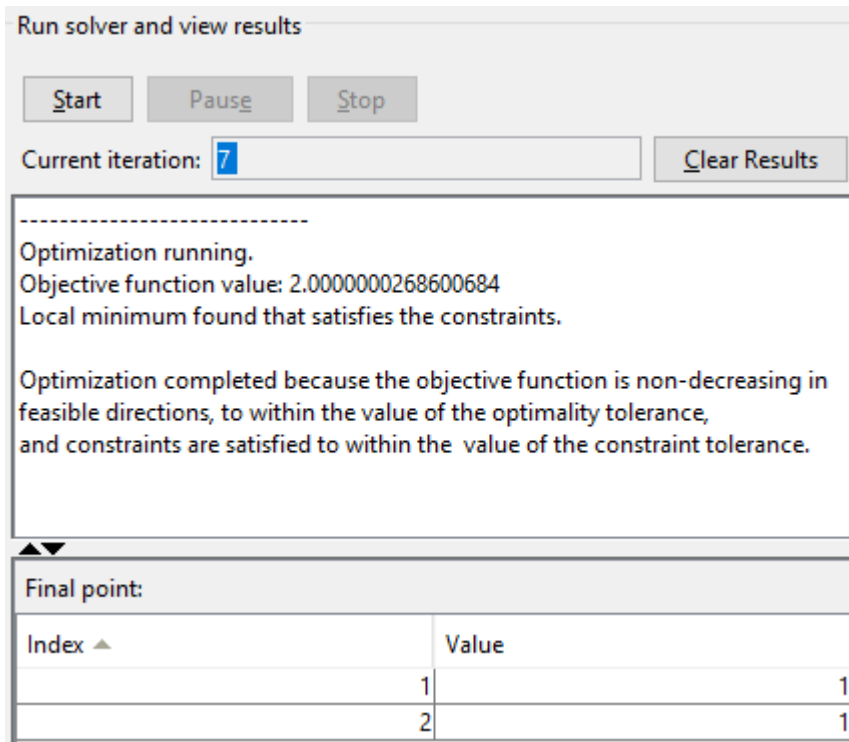 Run solver and view results
Start Pause Stop
Current iteration: 7 Clear Results
-----------------------------
Optimization running.
Objective function value: 2.0000000268600684
Local minimum found that satisfies the constraints.
Optimization completed because the objective function is non-decreasing in
feasible directions, to within the value of the optimality tolerance,
and constraints are satisfied to within the  value of the constraint tolerance.
Final point:
Index Value
1 1
2 1